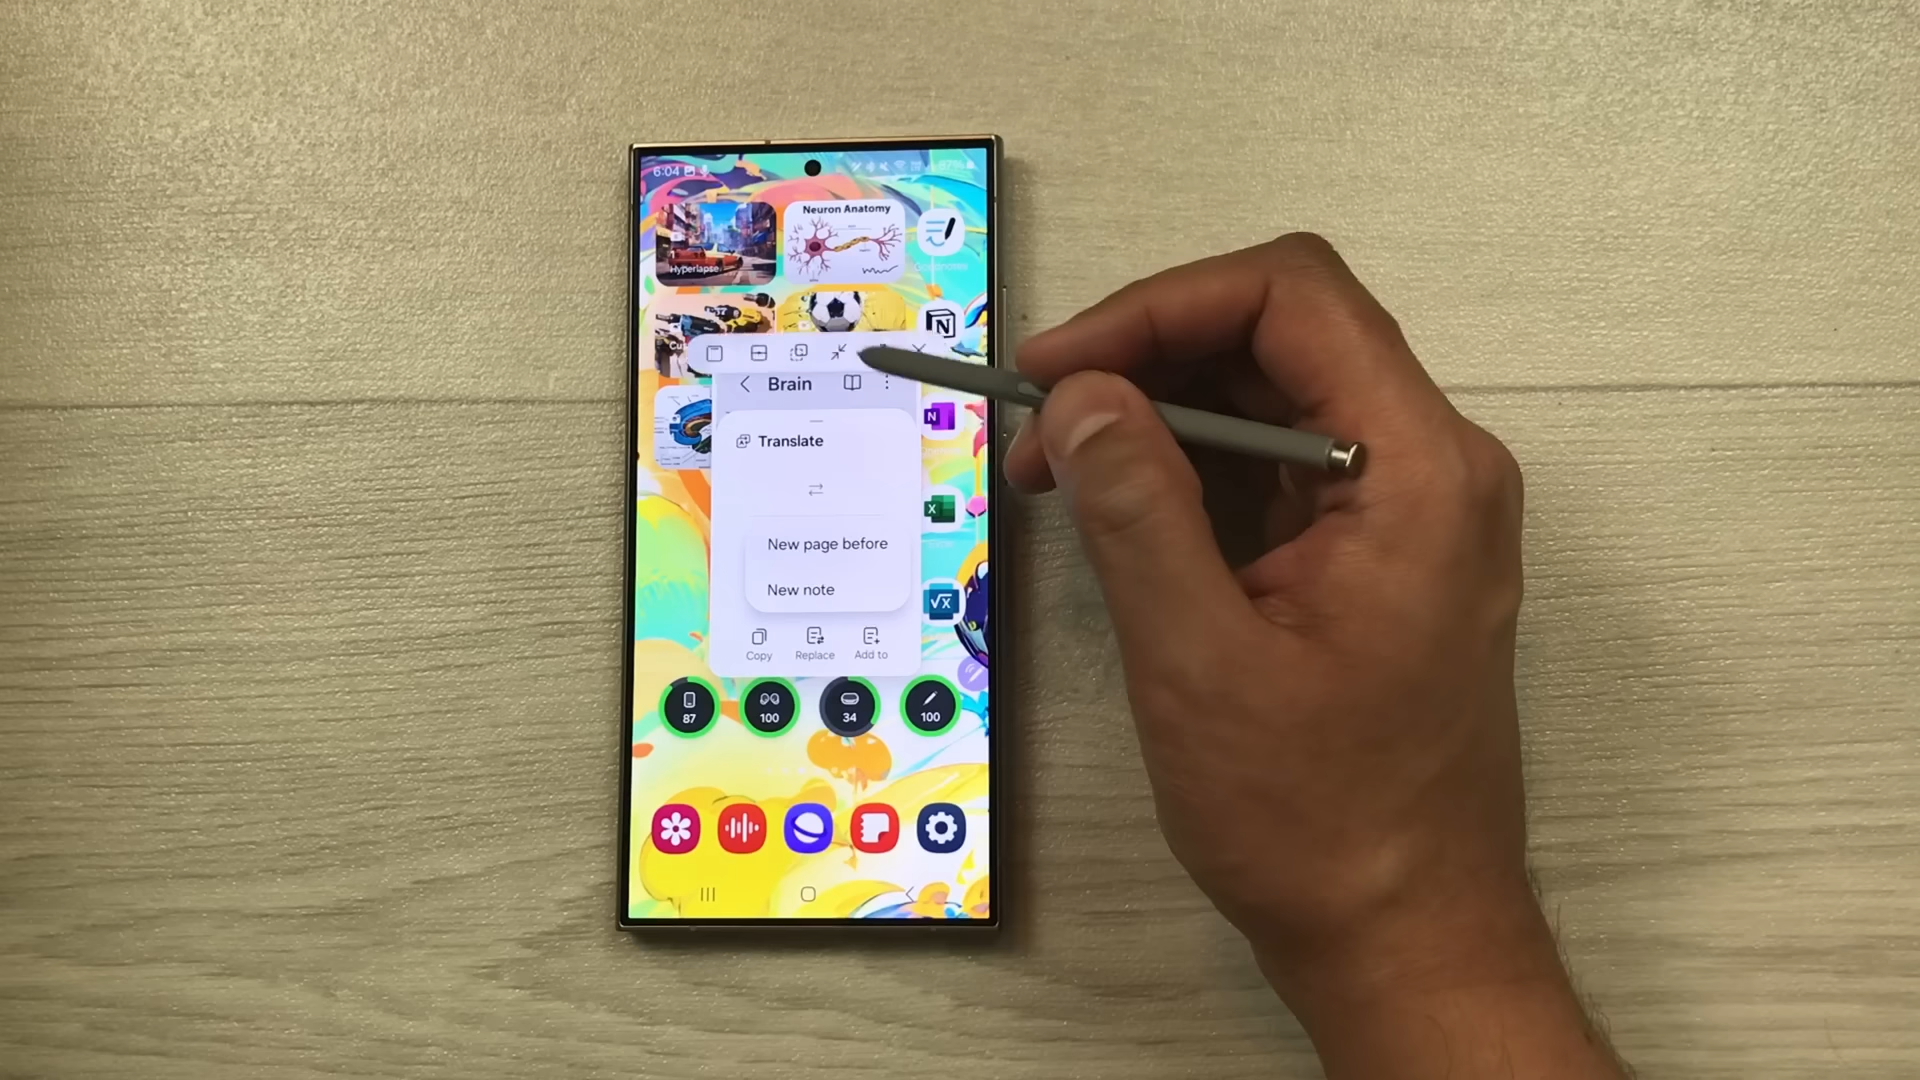 6:04
87%
Neuron Anatomy
Hyperlapse
N
Brain
N
Translate
X
New page before
New note
√x
Copy
Replace
Add to
87
100
34
100